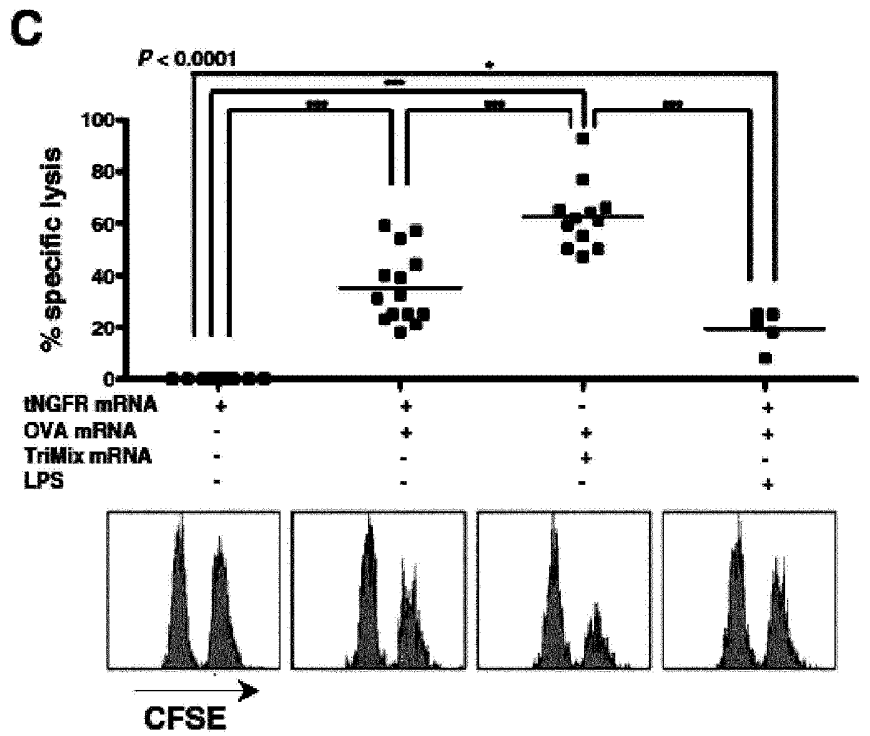 C
P < 0.0001
*
***
*** *** ***
% specific lysis
100
80
60
40
20
0
tNGFR mRNA + + - +
OVA mRNA - + + +
TriMix mRNA - - + -
LPS - - - +
CFSE